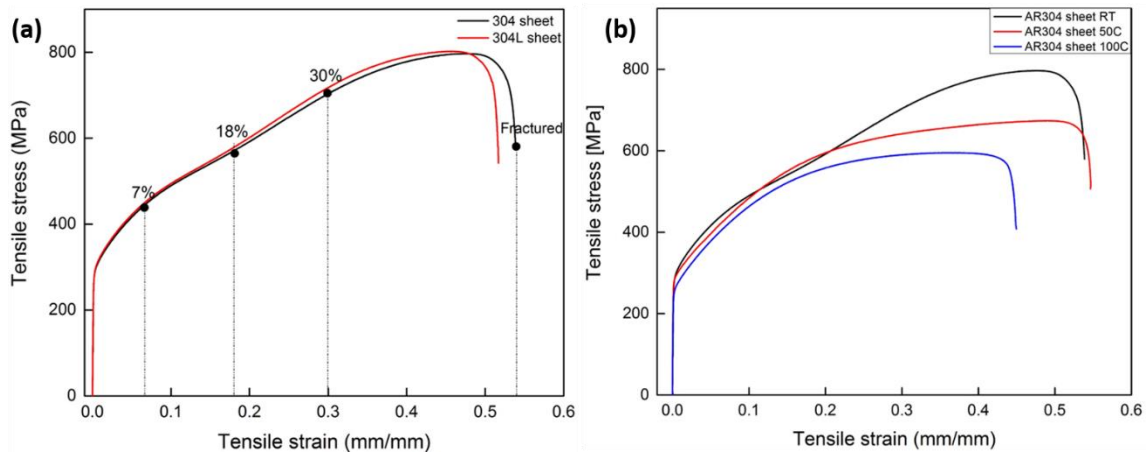 (a)
304 sheet
304L sheet
800
600
400
200
0
7%
18%
30%
Fractured
0.0 0.1 0.2 0.3 0.4 0.5 0.6
Tensile strain (mm/mm)
Tensile stress (MPa)
(b)
AR304 sheet RT
AR304 sheet 50C
AR304 sheet 100C
800
600
400
200
0
0.0 0.1 0.2 0.3 0.4 0.5 0.6
Tensile strain (mm/mm)
Tensile stress [MPa]